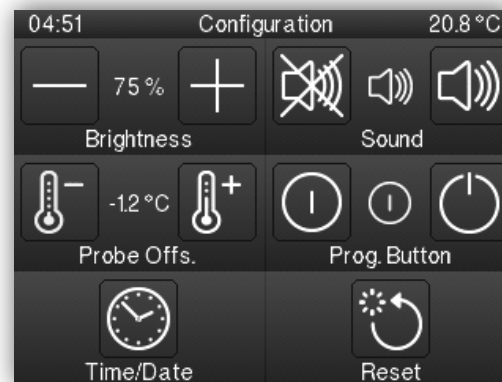 04:51 Configuration 20.8 °C
75 %
Brightness Sound
-1.2 °C
Probe Offs. Prog. Button
Time/Date Reset